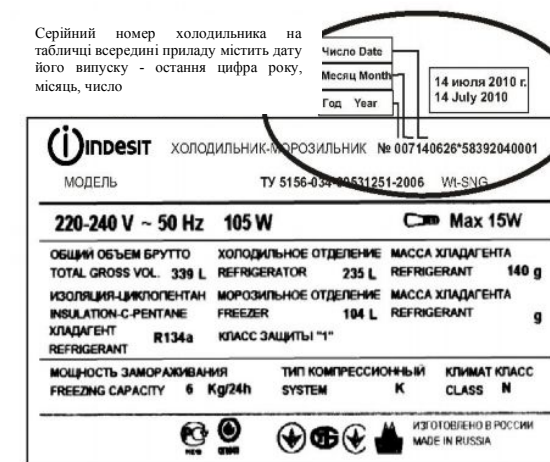 Серійний номер холодильника на
табличці всередині приладу містить дату
його випуску - остання цифра року,
місяць, число
Число Date
Месяц Month
Год Year
14 июля 2010 г.
14 July 2010
indesit ХОЛОДИЛЬНИК-МОРОЗИЛЬНИК № 007140626*58392040001
МОДЕЛЬ ТУ 5156-034-00531251-2006 Wt-SNG
220-240 V ~ 50 Hz 105 W Max 15W
ОБЩИЙ ОБЪЕМ БРУТТО ХОЛОДИЛЬНОЕ ОТДЕЛЕНИЕ МАССА ХЛАДАГЕНТА
TOTAL GROSS VOL. 339 L REFRIGERATOR 235 L REFRIGERANT 140 g
ИЗОЛЯЦИЯ-ЦИКЛОПЕНТАН МОРОЗИЛЬНОЕ ОТДЕЛЕНИЕ МАССА ХЛАДАГЕНТА
INSULATION-C-PENTANE FREEZER 104 L REFRIGERANT g
ХЛАДАГЕНТ R134a КЛАСС ЗАЩИТЫ "1"
REFRIGERANT
МОЩНОСТЬ ЗАМОРАЖИВАНИЯ ТИП КОМПРЕССИОННЫЙ КЛИМАТ КЛАСС
FREEZING CAPACITY 6 Kg/24h SYSTEM K CLASS N
ИЗГОТОВЛЕНО В РОССИИ
MADE IN RUSSIA